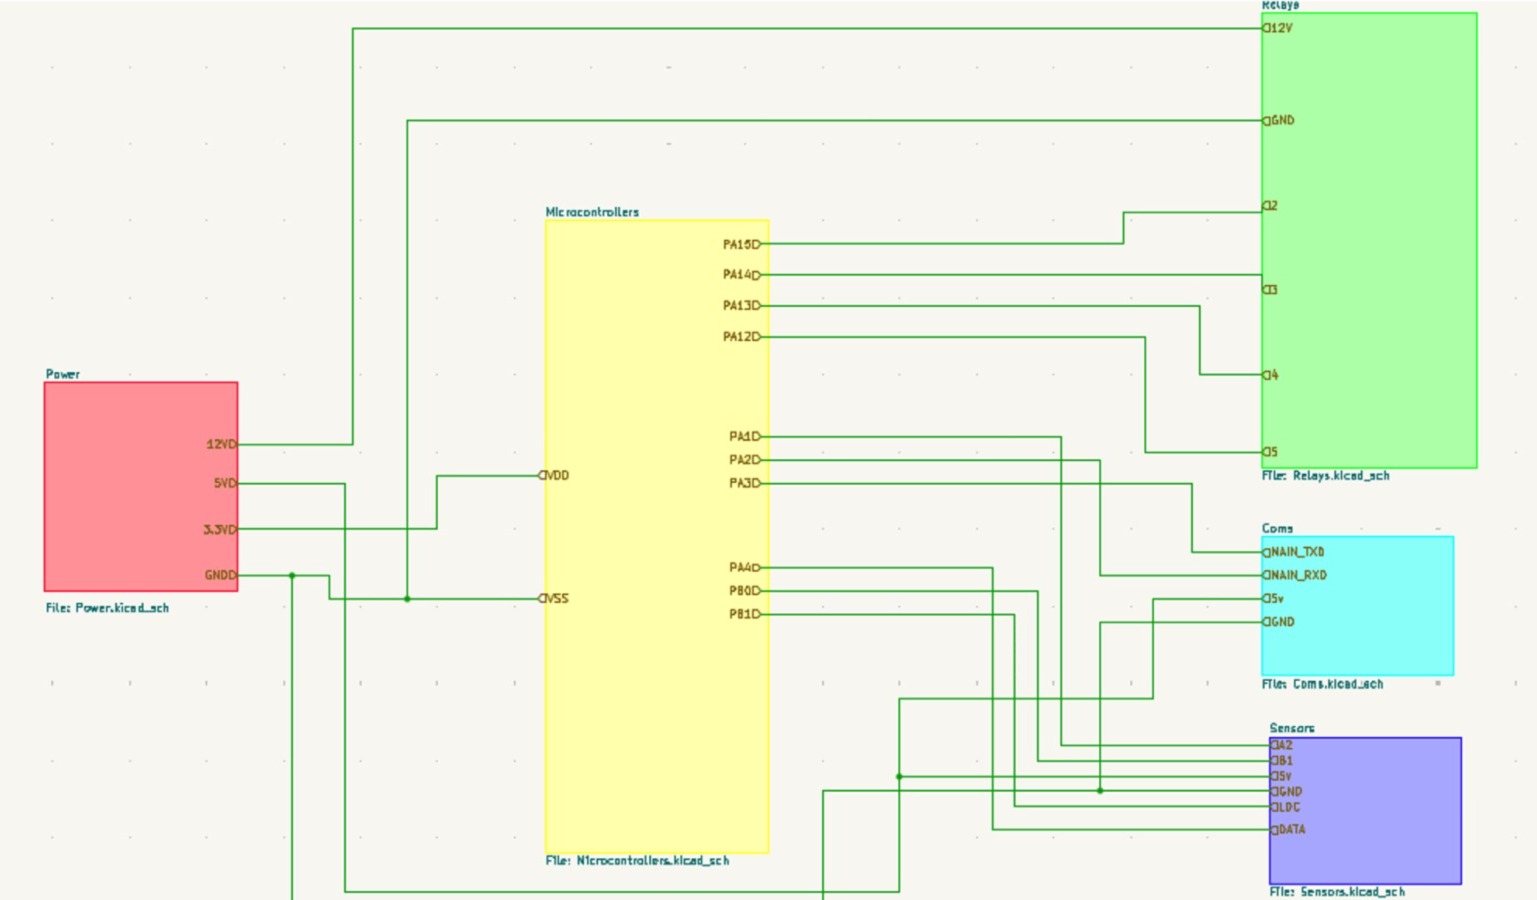 Relays
12V
GND
2
3
4
5
File: Relays.kicad_sch
Microcontrollers
PA15
PA14
PA13
PA12
PA1
PA2
PA3
PA4
PB0
PB1
VDD
VSS
File: Microcontrollers.kicad_sch
Power
12V
5V
3.3V
GND
File: Power.kicad_sch
Coms
MAIN_TX
MAIN_RX
5v
GND
File: Coms.kicad_sch
Sensors
A2
B1
5v
GND
LDC
DATA
File: Sensors.kicad_sch